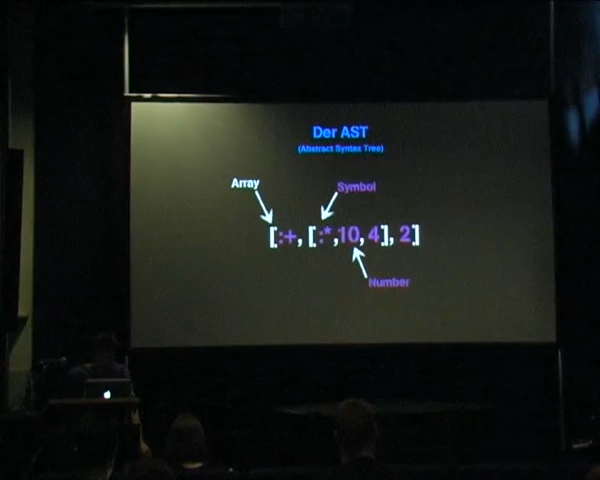 Der AST
(Abstract Syntax Tree)
Array
Symbol
[:+, [:*,10, 4], 2]
Number